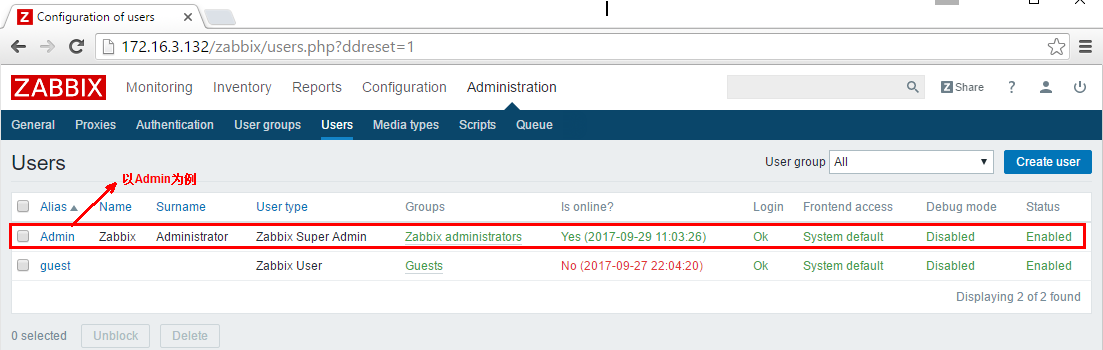 Configuration of users
172.16.3.132/zabbix/users.php?ddreset=1
ZABBIX Monitoring Inventory Reports Configuration Administration Z Share ?
General Proxies Authentication User groups Users Media types Scripts Queue
Users User group All Create user
以Admin为例
Alias Name Surname User type Groups Is online? Login Frontend access Debug mode Status
Admin Zabbix Administrator Zabbix Super Admin Zabbix administrators Yes (2017-09-29 11:03:26) Ok System default Disabled Enabled
guest Zabbix User Guests No (2017-09-27 22:04:20) Ok System default Disabled Enabled
Displaying 2 of 2 found
0 selected Unblock Delete